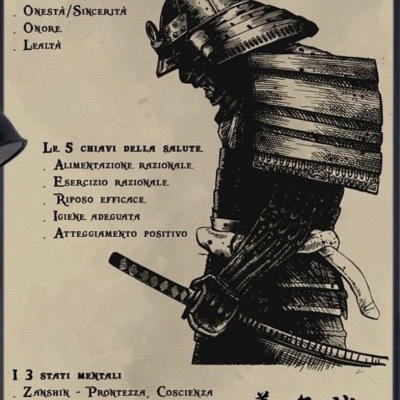 . Onestà/Sincerità
. Onore
. Lealtà
Le 5 chiavi della salute
. Alimentazione razionale
. Esercizio razionale
. Riposo efficace
. Igiene adeguata
. Atteggiamento positivo
I 3 stati mentali
. Zanshin - Prontezza, Coscienza